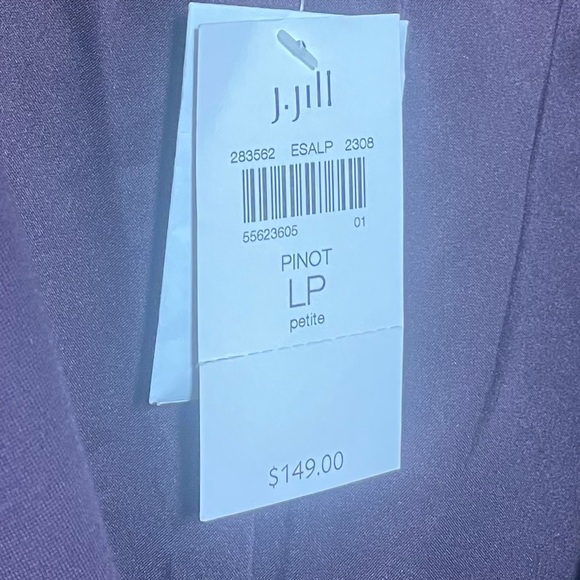 J.Jill
283562 ESALP 2308
55623605 01
PINOT
LP
petite
$149.00